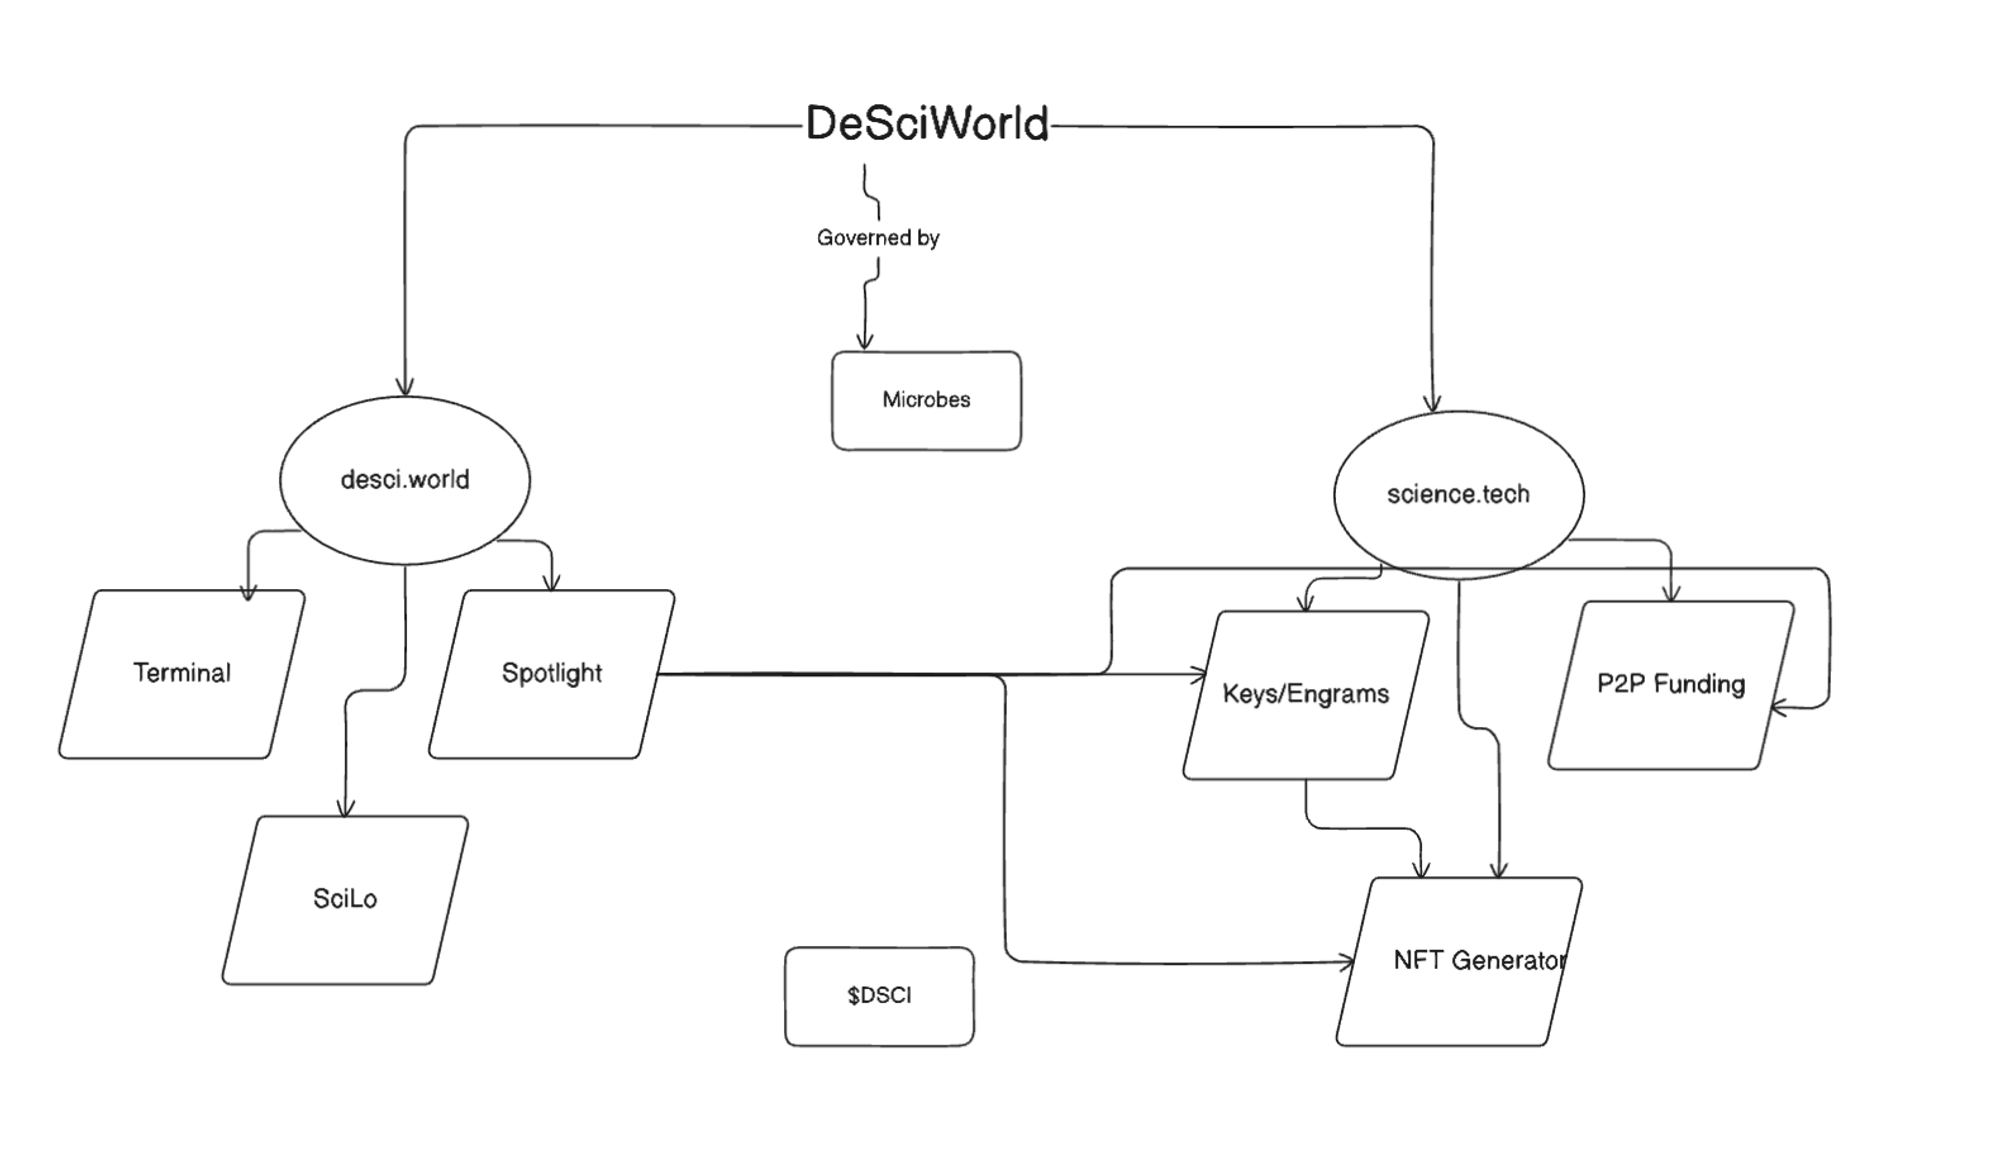 DeSciWorld
Governed by
Microbes
desci.world
science.tech
Terminal
Spotlight
Keys/Engrams
P2P Funding
SciLo
NFT Generator
$DSCI